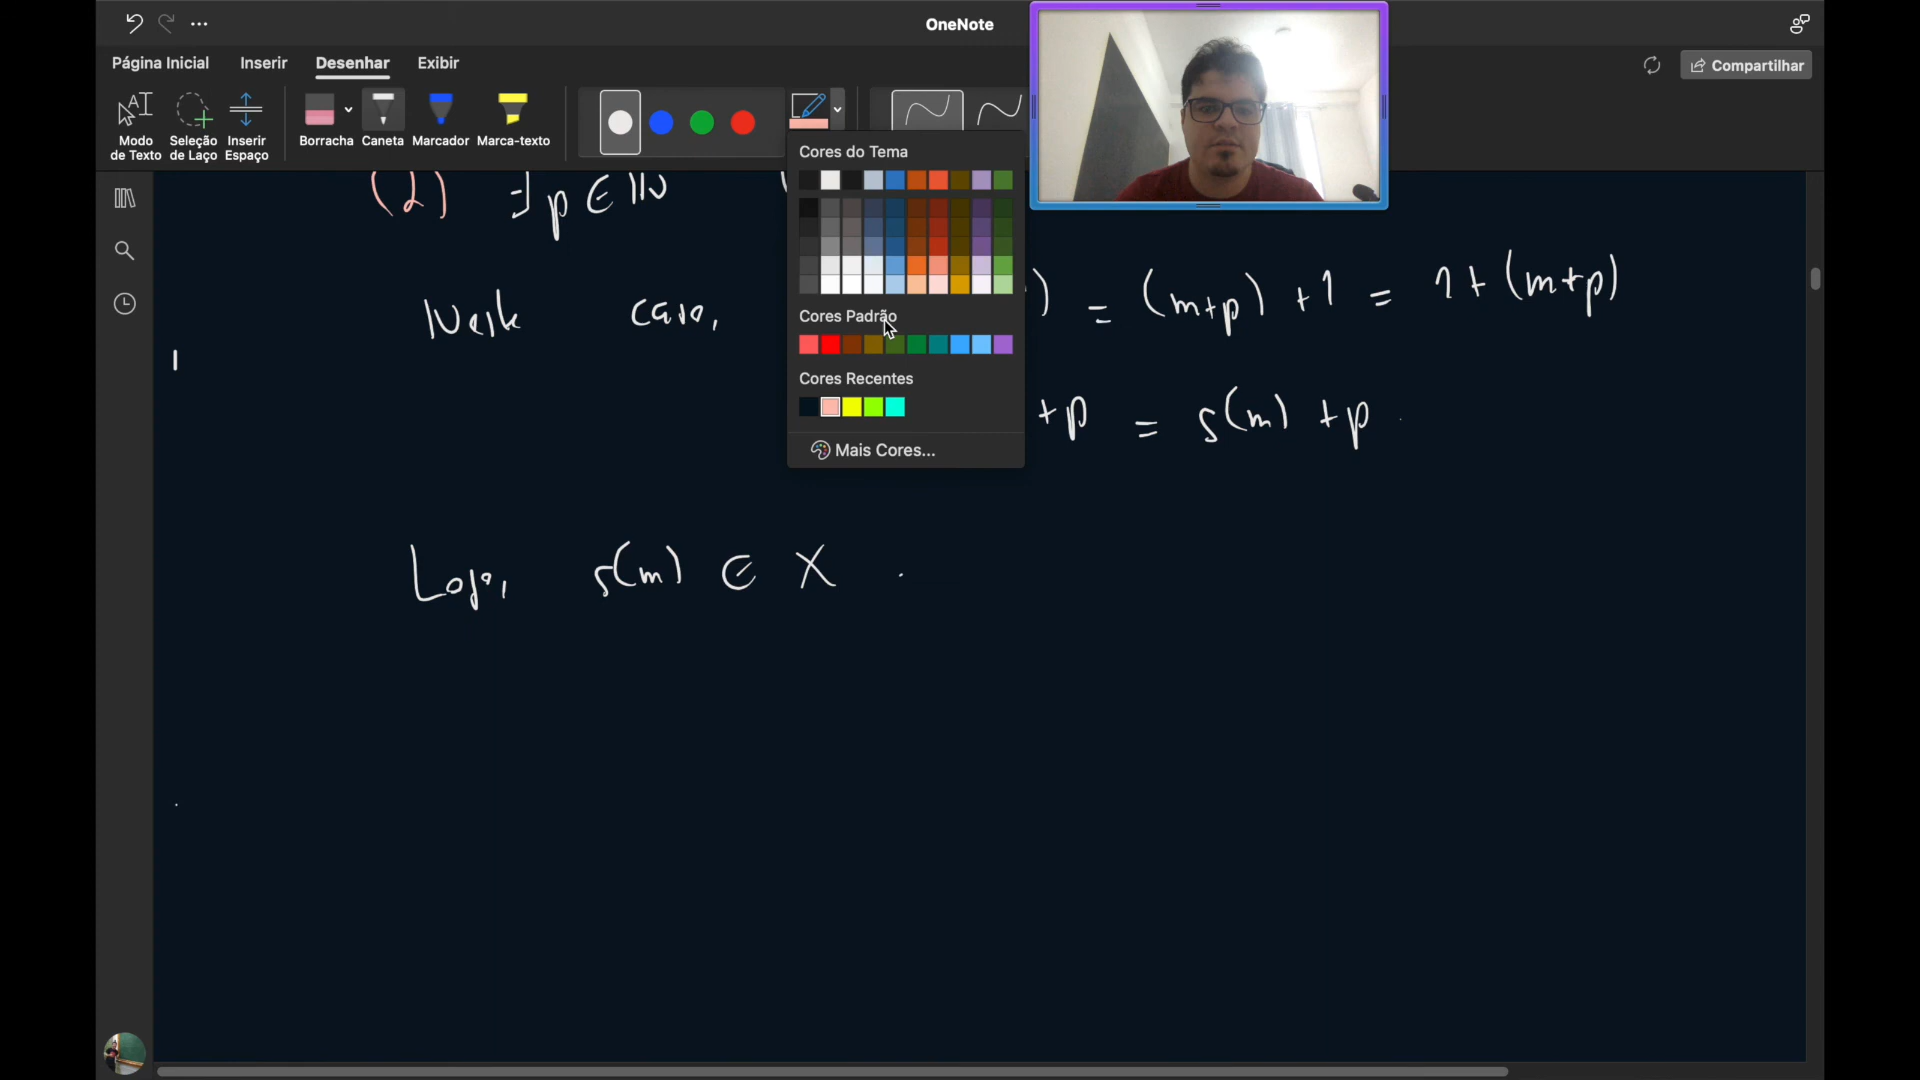 OneNote
Página Inicial Inserir Desenhar Exibir
Compartilhar
Modo de Texto
Seleção de Laço
Inserir Espaço
Borracha Caneta Marcador Marca-texto
Cores do Tema
Cores Padrão
Cores Recentes
Mais Cores...
(2) ∃ p ∈ ℕ
Neste caso, ) = (m+p) + 1 = 1 + (m+p)
+p = s(m) + p .
Logo, s(m) ∈ X .